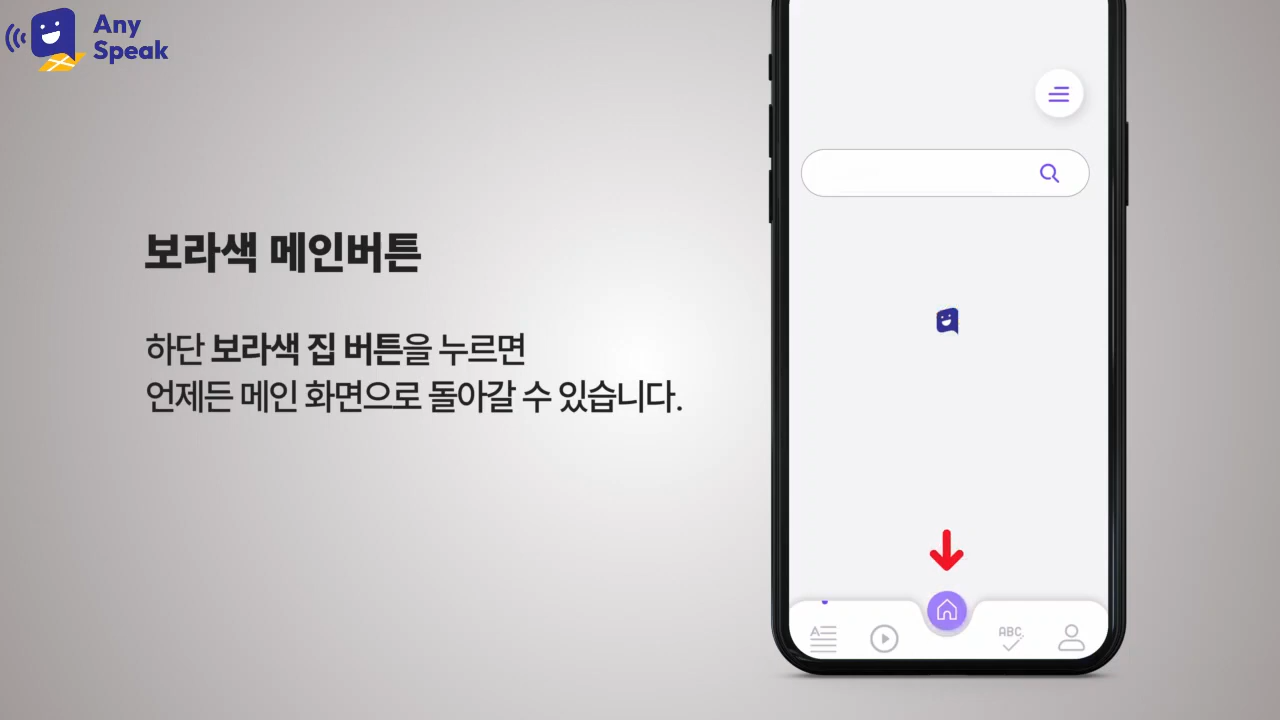 Any
Speak
보라색 메인버튼
하단 보라색 집 버튼을 누르면
언제든 메인 화면으로 돌아갈 수 있습니다.
A
ABC